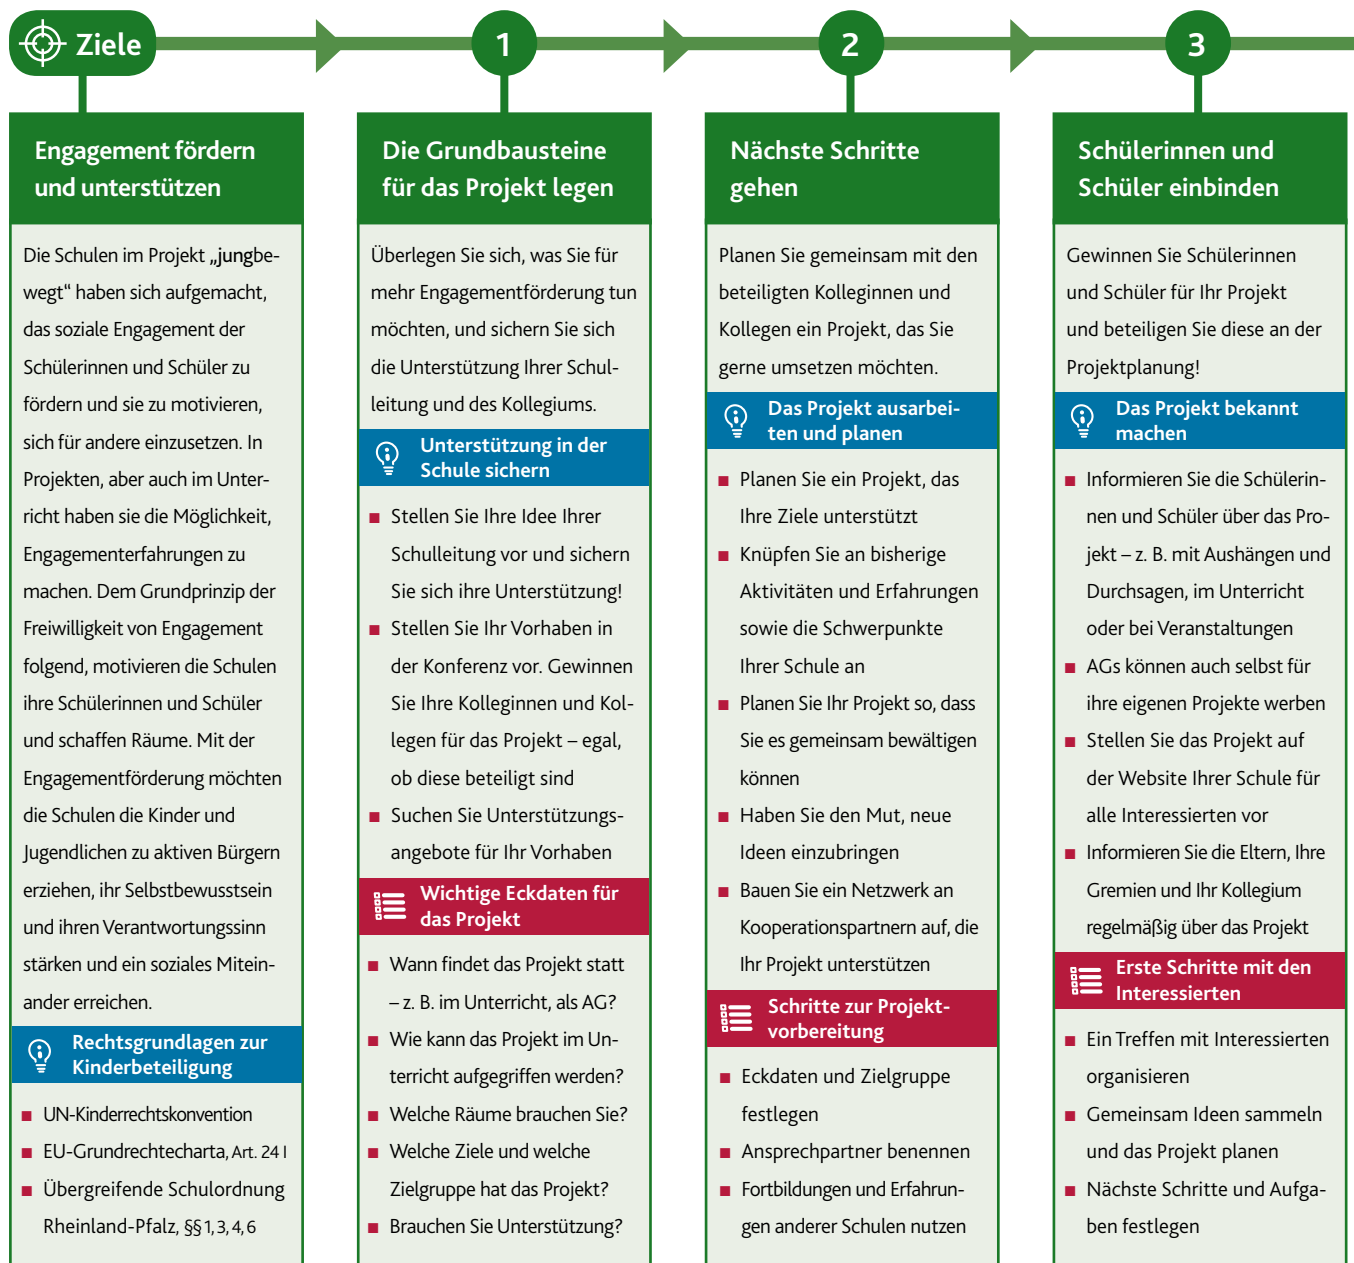 Ziele
Engagement fördern
und unterstützen
Die Schulen im Projekt „jungbe-
wegt“ haben sich aufgemacht,
das soziale Engagement der
Schülerinnen und Schüler zu
fördern und sie zu motivieren,
sich für andere einzusetzen. In
Projekten, aber auch im Unter-
richt haben sie die Möglichkeit,
Engagementerfahrungen zu
machen. Dem Grundprinzip der
Freiwilligkeit von Engagement
folgend, motivieren die Schulen
ihre Schülerinnen und Schüler
und schaffen Räume. Mit der
Engagementförderung möchten
die Schulen die Kinder und
Jugendlichen zu aktiven Bürgern
erziehen, ihr Selbstbewusstsein
und ihren Verantwortungssinn
stärken und ein soziales Mitein-
ander erreichen.
Rechtsgrundlagen zur
Kinderbeteiligung
■ UN-Kinderrechtskonvention
■ EU-Grundrechtecharta, Art. 24 I
■ Übergreifende Schulordnung
Rheinland-Pfalz, §§ 1, 3, 4, 6
1
Die Grundbausteine
für das Projekt legen
Überlegen Sie sich, was Sie für
mehr Engagementförderung tun
möchten, und sichern Sie sich
die Unterstützung Ihrer Schul-
leitung und des Kollegiums.
Unterstützung in der
Schule sichern
■ Stellen Sie Ihre Idee Ihrer
Schulleitung vor und sichern
Sie sich ihre Unterstützung!
■ Stellen Sie Ihr Vorhaben in
der Konferenz vor. Gewinnen
Sie Ihre Kolleginnen und Kol-
legen für das Projekt – egal,
ob diese beteiligt sind
■ Suchen Sie Unterstützungs-
angebote für Ihr Vorhaben
Wichtige Eckdaten für
das Projekt
■ Wann findet das Projekt statt
– z. B. im Unterricht, als AG?
■ Wie kann das Projekt im Un-
terricht aufgegriffen werden?
■ Welche Räume brauchen Sie?
■ Welche Ziele und welche
Zielgruppe hat das Projekt?
■ Brauchen Sie Unterstützung?
2
Nächste Schritte
gehen
Planen Sie gemeinsam mit den
beteiligten Kolleginnen und
Kollegen ein Projekt, das Sie
gerne umsetzen möchten.
Das Projekt ausarbei-
ten und planen
■ Planen Sie ein Projekt, das
Ihre Ziele unterstützt
■ Knüpfen Sie an bisherige
Aktivitäten und Erfahrungen
sowie die Schwerpunkte
Ihrer Schule an
■ Planen Sie Ihr Projekt so, dass
Sie es gemeinsam bewältigen
können
■ Haben Sie den Mut, neue
Ideen einzubringen
■ Bauen Sie ein Netzwerk an
Kooperationspartnern auf, die
Ihr Projekt unterstützen
Schritte zur Projekt-
vorbereitung
■ Eckdaten und Zielgruppe
festlegen
■ Ansprechpartner benennen
■ Fortbildungen und Erfahrun-
gen anderer Schulen nutzen
3
Schülerinnen und
Schüler einbinden
Gewinnen Sie Schülerinnen
und Schüler für Ihr Projekt
und beteiligen Sie diese an der
Projektplanung!
Das Projekt bekannt
machen
■ Informieren Sie die Schülerin-
nen und Schüler über das Pro-
jekt – z. B. mit Aushängen und
Durchsagen, im Unterricht
oder bei Veranstaltungen
■ AGs können auch selbst für
ihre eigenen Projekte werben
■ Stellen Sie das Projekt auf
der Website Ihrer Schule für
alle Interessierten vor
■ Informieren Sie die Eltern, Ihre
Gremien und Ihr Kollegium
regelmäßig über das Projekt
Erste Schritte mit den
Interessierten
■ Ein Treffen mit Interessierten
organisieren
■ Gemeinsam Ideen sammeln
und das Projekt planen
■ Nächste Schritte und Aufga-
ben festlegen